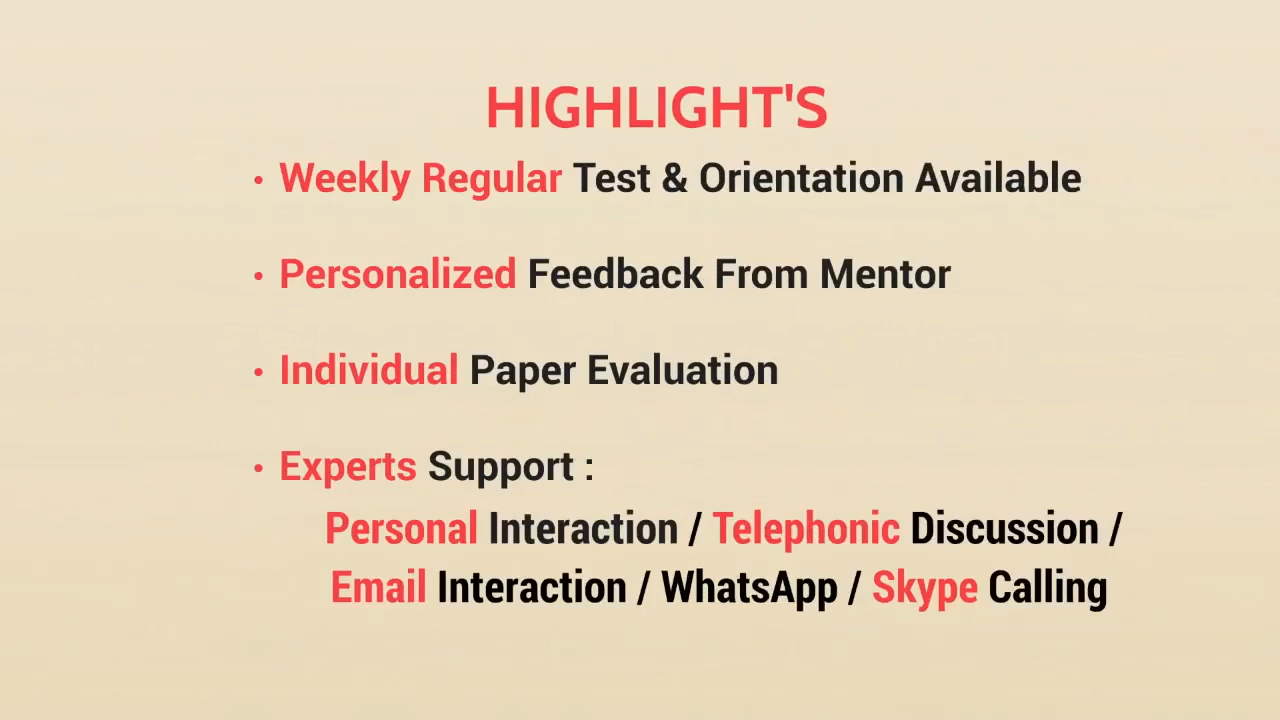 HIGHLIGHT'S
• Weekly Regular Test & Orientation Available
• Personalized Feedback From Mentor
• Individual Paper Evaluation
• Experts Support :
Personal Interaction / Telephonic Discussion /
Email Interaction / WhatsApp / Skype Calling